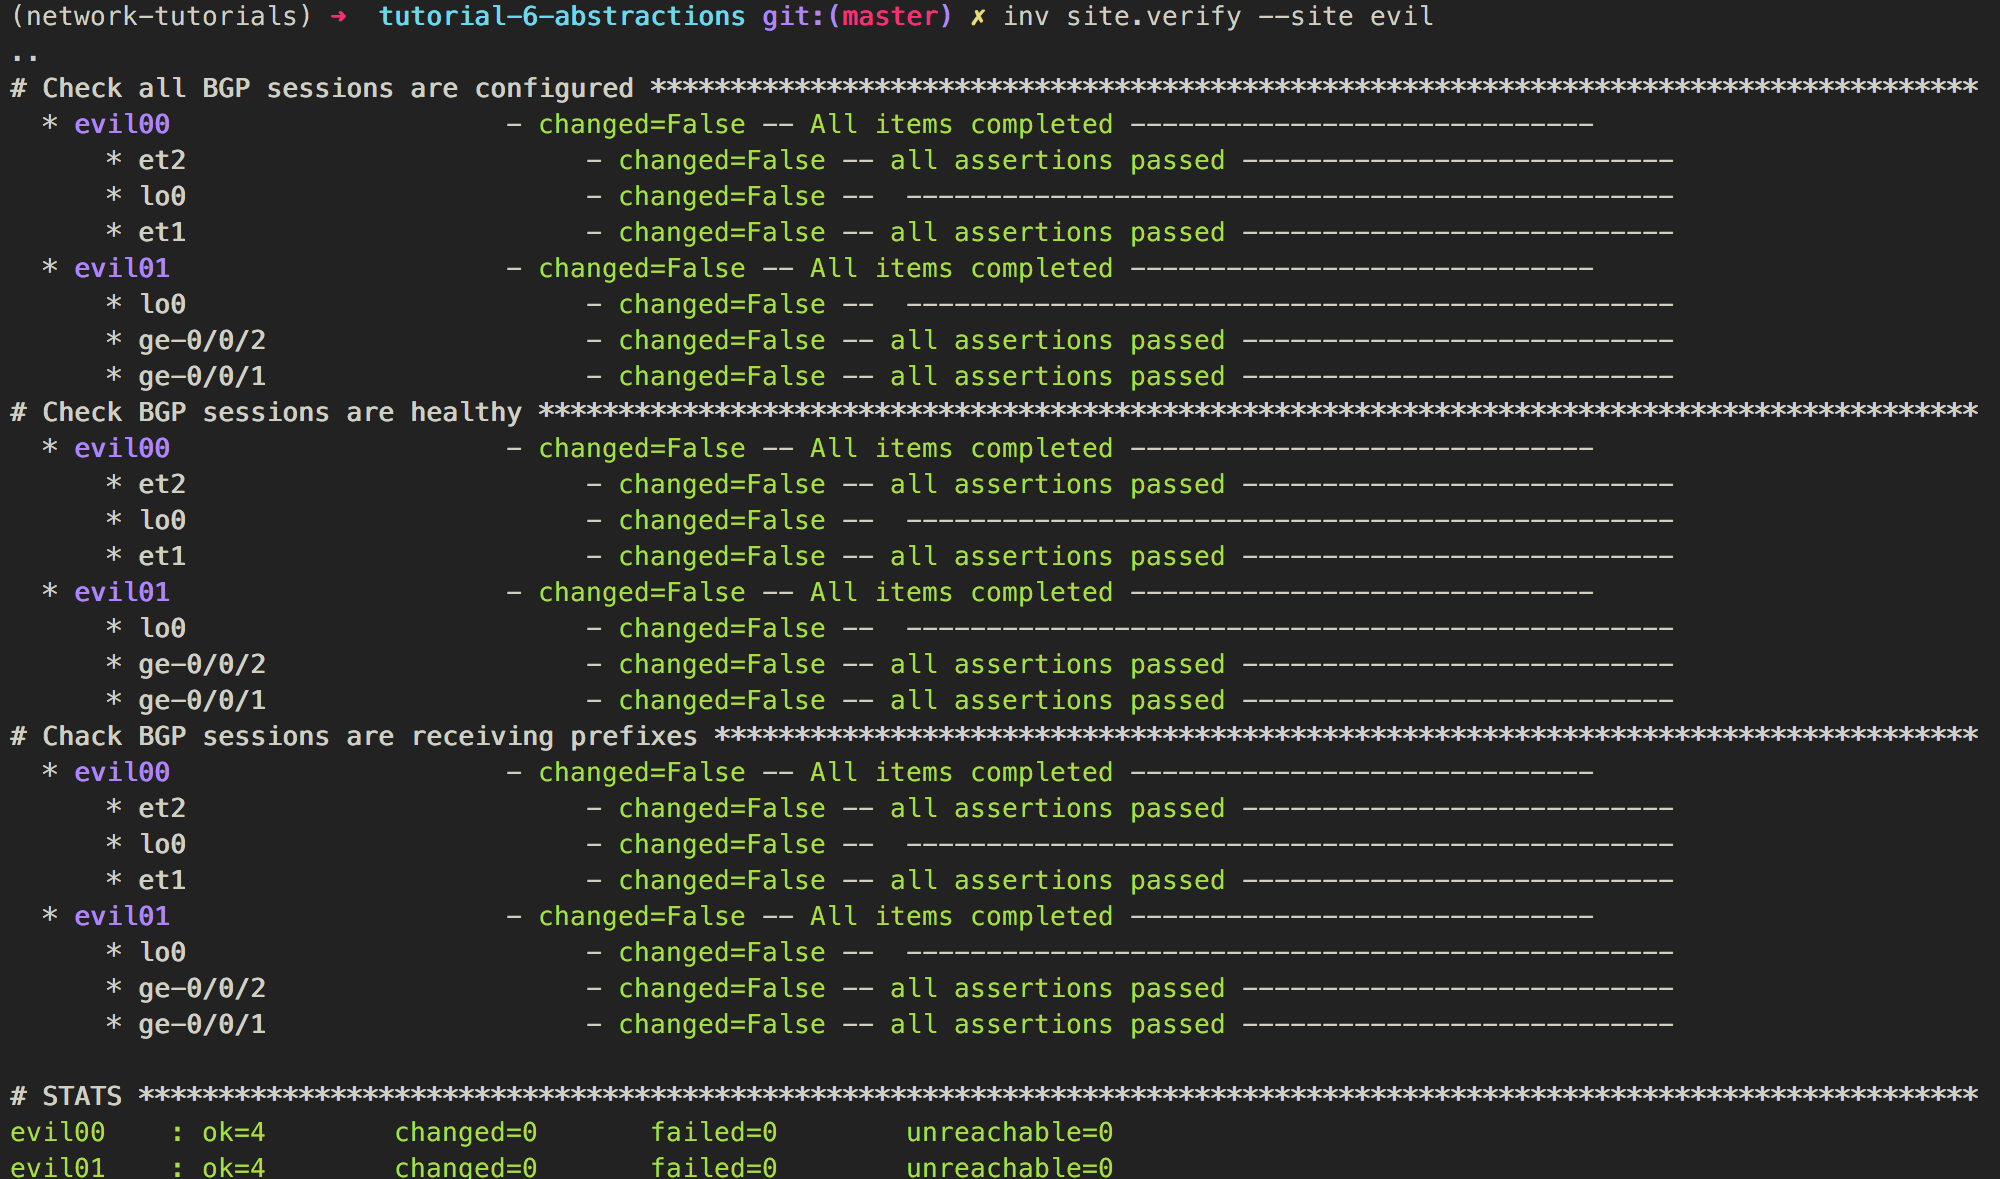 (network-tutorials) ➜  tutorial-6-abstractions git:(master) ✗ inv site.verify --site evil
..
# Check all BGP sessions are configured ***********************************************************************************
  * evil00                     - changed=False -- All items completed -----------------------------
      * et2                         - changed=False -- all assertions passed ---------------------------
      * lo0                         - changed=False --  ------------------------------------------------
      * et1                         - changed=False -- all assertions passed ---------------------------
  * evil01                     - changed=False -- All items completed -----------------------------
      * lo0                         - changed=False --  ------------------------------------------------
      * ge-0/0/2                    - changed=False -- all assertions passed ---------------------------
      * ge-0/0/1                    - changed=False -- all assertions passed ---------------------------
# Check BGP sessions are healthy ******************************************************************************************
  * evil00                     - changed=False -- All items completed -----------------------------
      * et2                         - changed=False -- all assertions passed ---------------------------
      * lo0                         - changed=False --  ------------------------------------------------
      * et1                         - changed=False -- all assertions passed ---------------------------
  * evil01                     - changed=False -- All items completed -----------------------------
      * lo0                         - changed=False --  ------------------------------------------------
      * ge-0/0/2                    - changed=False -- all assertions passed ---------------------------
      * ge-0/0/1                    - changed=False -- all assertions passed ---------------------------
# Chack BGP sessions are receiving prefixes *******************************************************************************
  * evil00                     - changed=False -- All items completed -----------------------------
      * et2                         - changed=False -- all assertions passed ---------------------------
      * lo0                         - changed=False --  ------------------------------------------------
      * et1                         - changed=False -- all assertions passed ---------------------------
  * evil01                     - changed=False -- All items completed -----------------------------
      * lo0                         - changed=False --  ------------------------------------------------
      * ge-0/0/2                    - changed=False -- all assertions passed ---------------------------
      * ge-0/0/1                    - changed=False -- all assertions passed ---------------------------
# STATS *******************************************************************************************************************
evil00    : ok=4        changed=0       failed=0        unreachable=0
evil01    : ok=4        changed=0       failed=0        unreachable=0